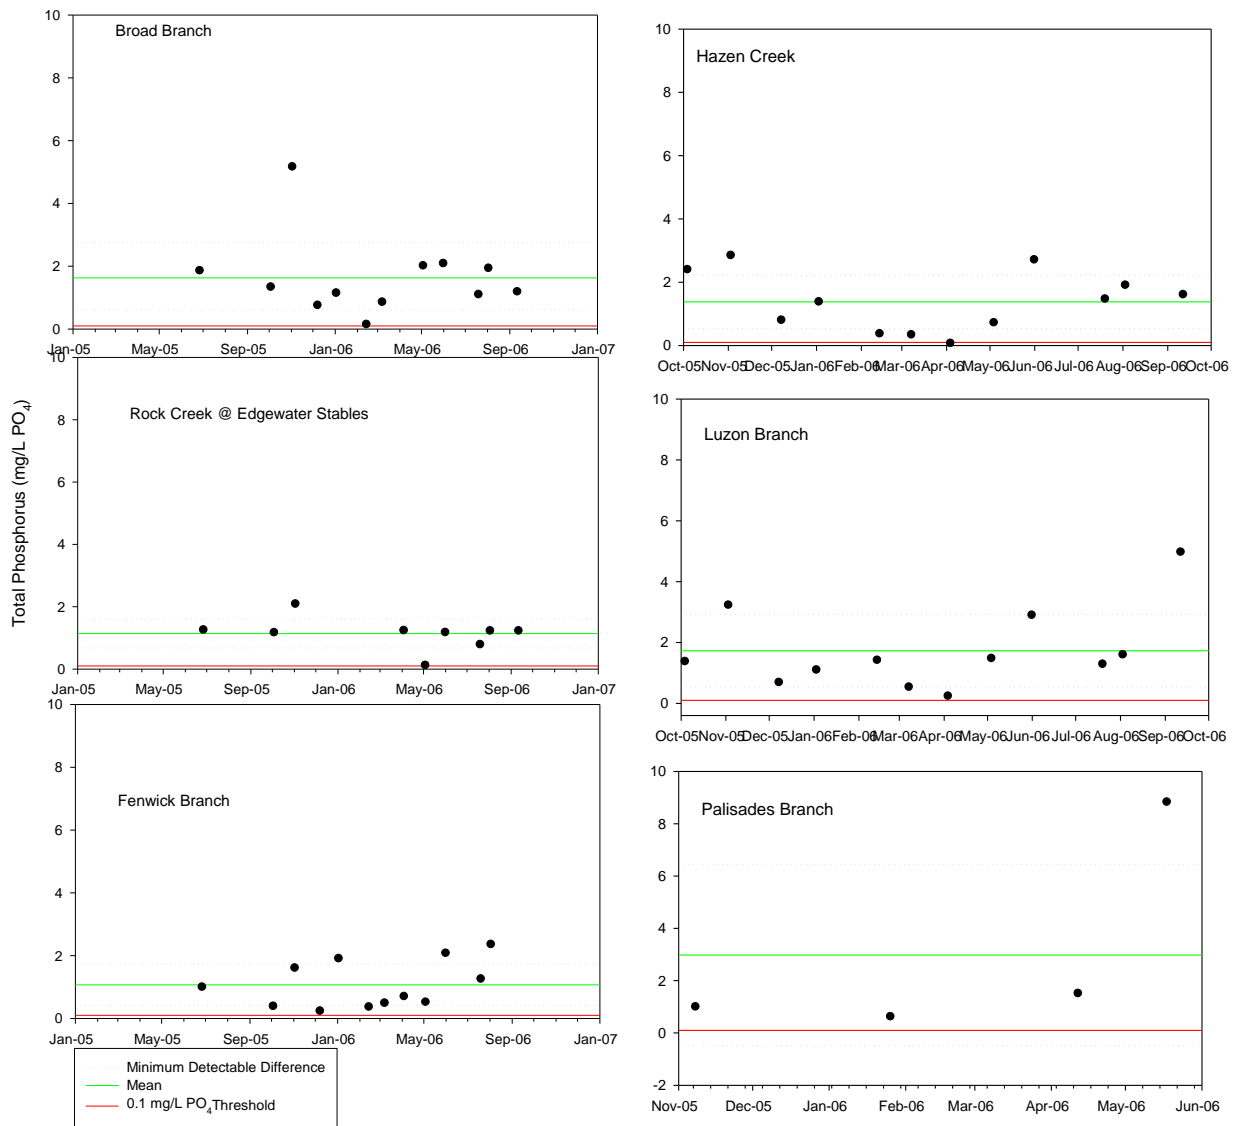 Total Phosphorus (mg/L PO4)
Broad Branch
10
8
6
4
2
0
Jan-05 May-05 Sep-05 Jan-06 May-06 Sep-06 Jan-07
Rock Creek @ Edgewater Stables
10
8
6
4
2
0
Jan-05 May-05 Sep-05 Jan-06 May-06 Sep-06 Jan-07
Fenwick Branch
10
8
6
4
2
0
Jan-05 May-05 Sep-05 Jan-06 May-06 Sep-06 Jan-07
Minimum Detectable Difference
Mean
0.1 mg/L PO4Threshold
Hazen Creek
10
8
6
4
2
0
Oct-05 Nov-05 Dec-05 Jan-06 Feb-06 Mar-06 Apr-06 May-06 Jun-06 Jul-06 Aug-06 Sep-06 Oct-06
Luzon Branch
10
8
6
4
2
0
Oct-05 Nov-05 Dec-05 Jan-06 Feb-06 Mar-06 Apr-06 May-06 Jun-06 Jul-06 Aug-06 Sep-06 Oct-06
Palisades Branch
10
8
6
4
2
0
-2
Nov-05 Dec-05 Jan-06 Feb-06 Mar-06 Apr-06 May-06 Jun-06